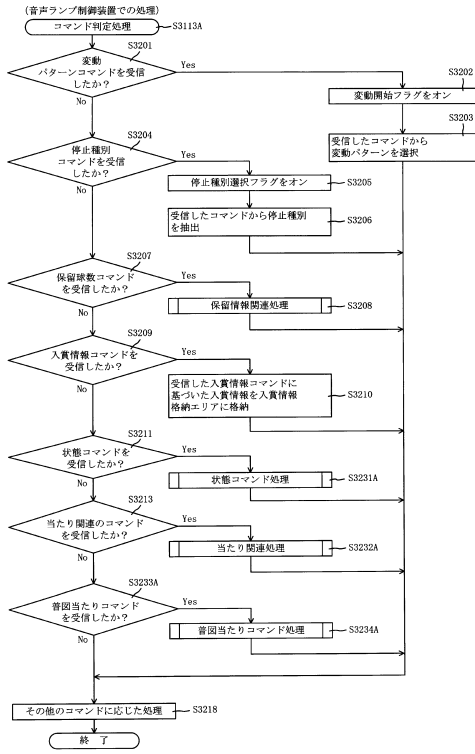 (音声ランプ制御装置での処理)
コマンド判定処理
S3113A
S3201
変動
パターンコマンドを受信
したか?
Yes
No
S3202
変動開始フラグをオン
S3203
受信したコマンドから
変動パターンを選択
S3204
停止種別
コマンドを受信
したか?
Yes
No
停止種別選択フラグをオン
S3205
受信したコマンドから停止種別
を抽出
S3206
S3207
保留球数コマンド
を受信したか?
Yes
No
保留情報関連処理
S3208
S3209
入賞情報コマンドを
受信したか?
Yes
No
受信した入賞情報コマンドに
基づいた入賞情報を入賞情報
格納エリアに格納
S3210
S3211
状態コマンドを
受信したか?
Yes
No
状態コマンド処理
S3231A
S3213
当たり関連のコマンド
を受信したか?
Yes
No
当たり関連処理
S3232A
S3233A
普図当たりコマンド
を受信したか?
Yes
No
普図当たりコマンド処理
S3234A
その他のコマンドに応じた処理
S3218
終 了